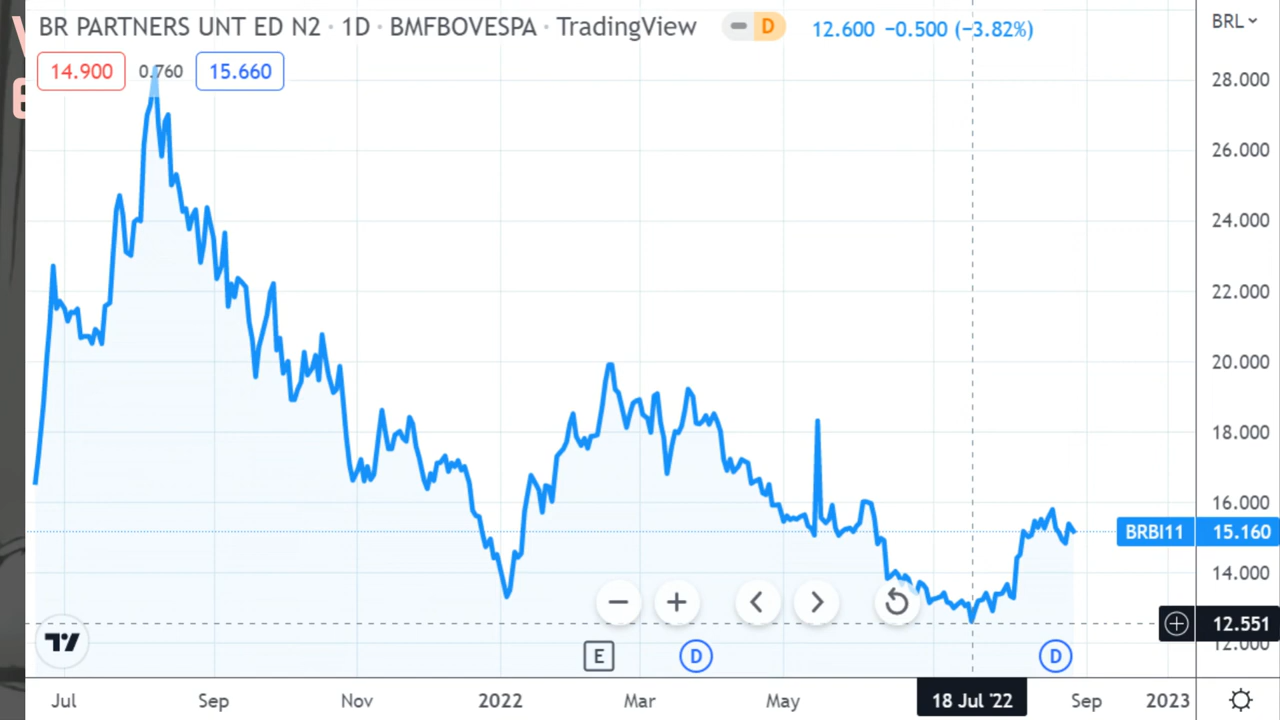 BR PARTNERS UNT ED N2 · 1D · BMFBOVESPA · TradingView D 12.600 −0.500 (−3.82%) BRL
14.900 0.760 15.660
28.000
26.000
24.000
22.000
20.000
18.000
16.000
BRBI11 15.160
14.000
12.551
12.000
E D D
Jul Sep Nov 2022 Mar May 18 Jul '22 Sep 2023